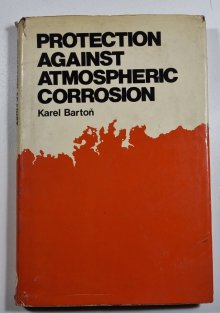 PROTECTION
AGAINST
ATMOSPHERIC
CORROSION
Karel Bartoň